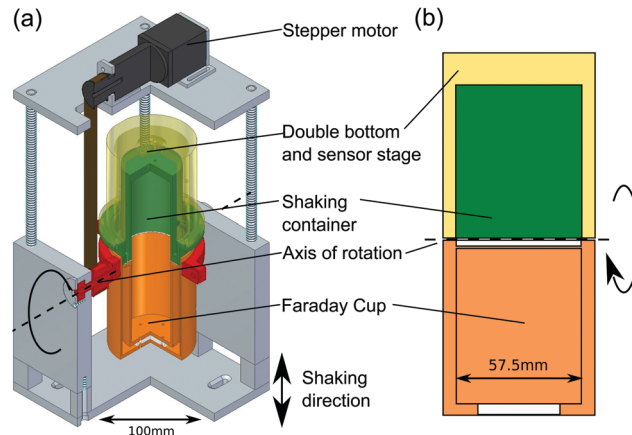 (a)
Stepper motor
Double bottom
and sensor stage
Shaking
container
Axis of rotation
Faraday Cup
Shaking
direction
100mm
(b)
57.5mm